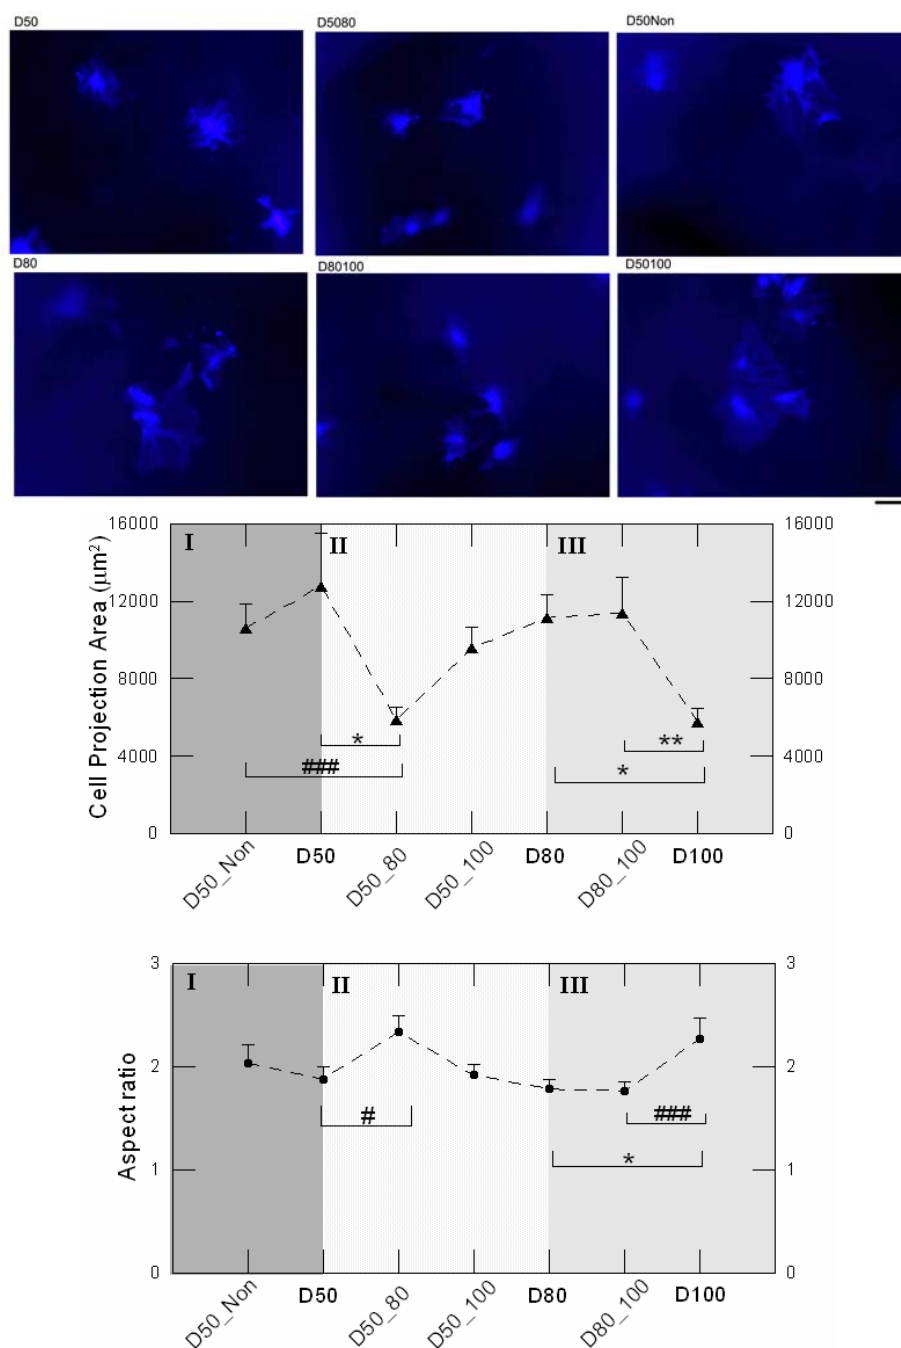 D50 D5080 D50Non
D80 D80100 D50100
16000 I II III 16000
12000 12000
8000 8000
* **
4000 ### * 4000
0 0
Cell Projection Area (μm²)
D50_Non D50 D50_80 D50_100 D80 D80_100 D100
3 I II III 3
2 2
# ###
*
1 1
0 0
Aspect ratio
D50_Non D50 D50_80 D50_100 D80 D80_100 D100